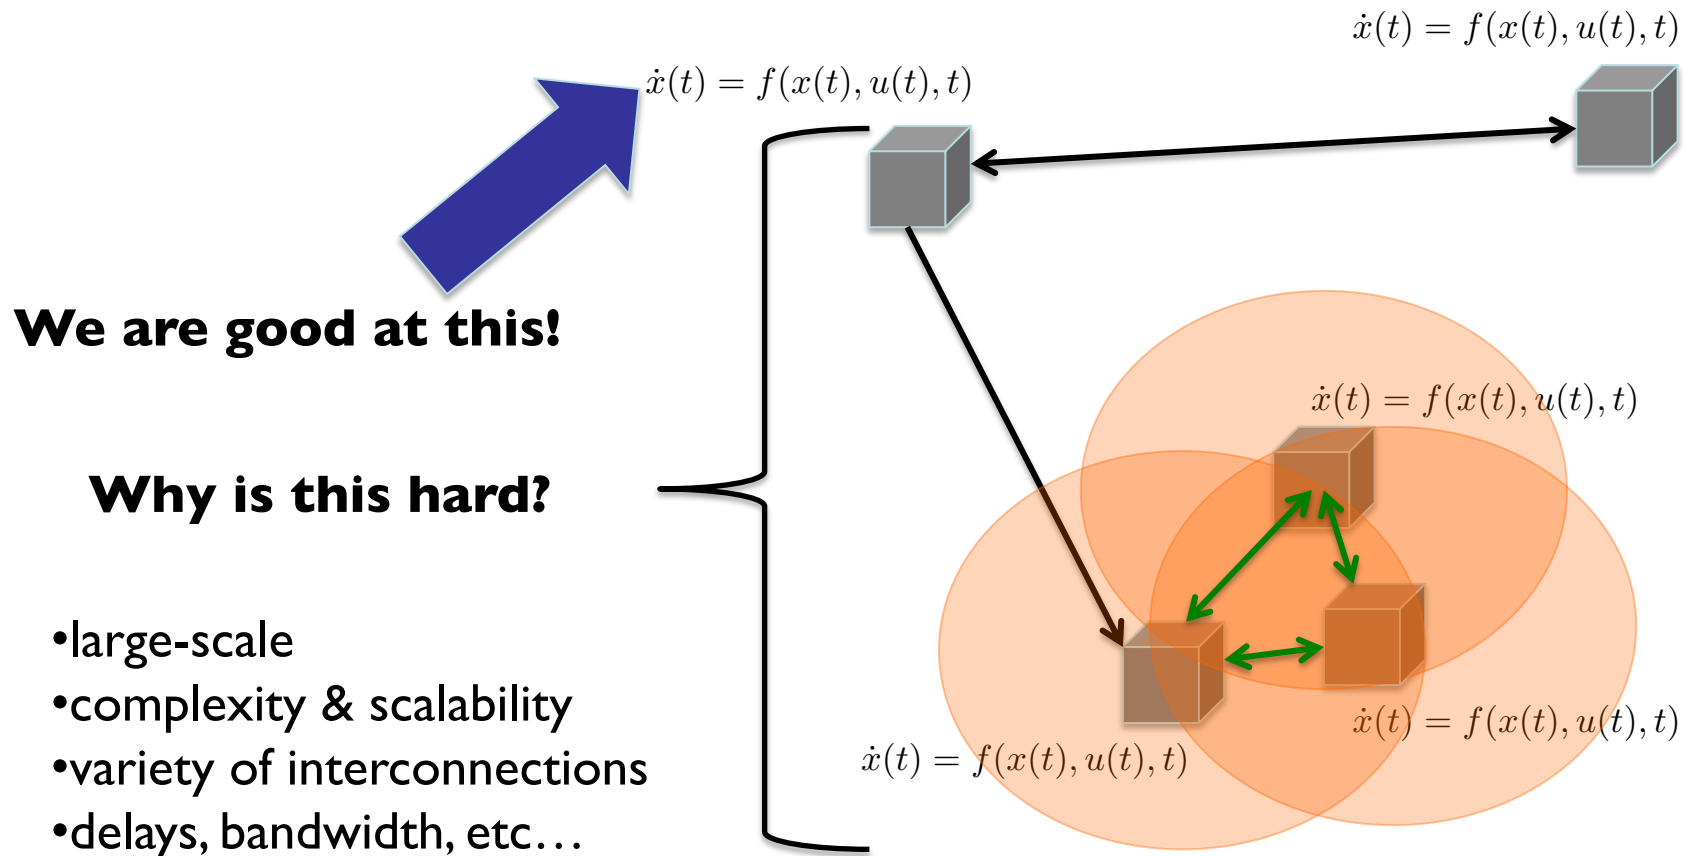 ẋ(t) = f(x(t), u(t), t)
ẋ(t) = f(x(t), u(t), t)
We are good at this!
ẋ(t) = f(x(t), u(t), t)
Why is this hard?
•large-scale
•complexity & scalability
ẋ(t) = f(x(t), u(t), t)
•variety of interconnections
ẋ(t) = f(x(t), u(t), t)
•delays, bandwidth, etc…